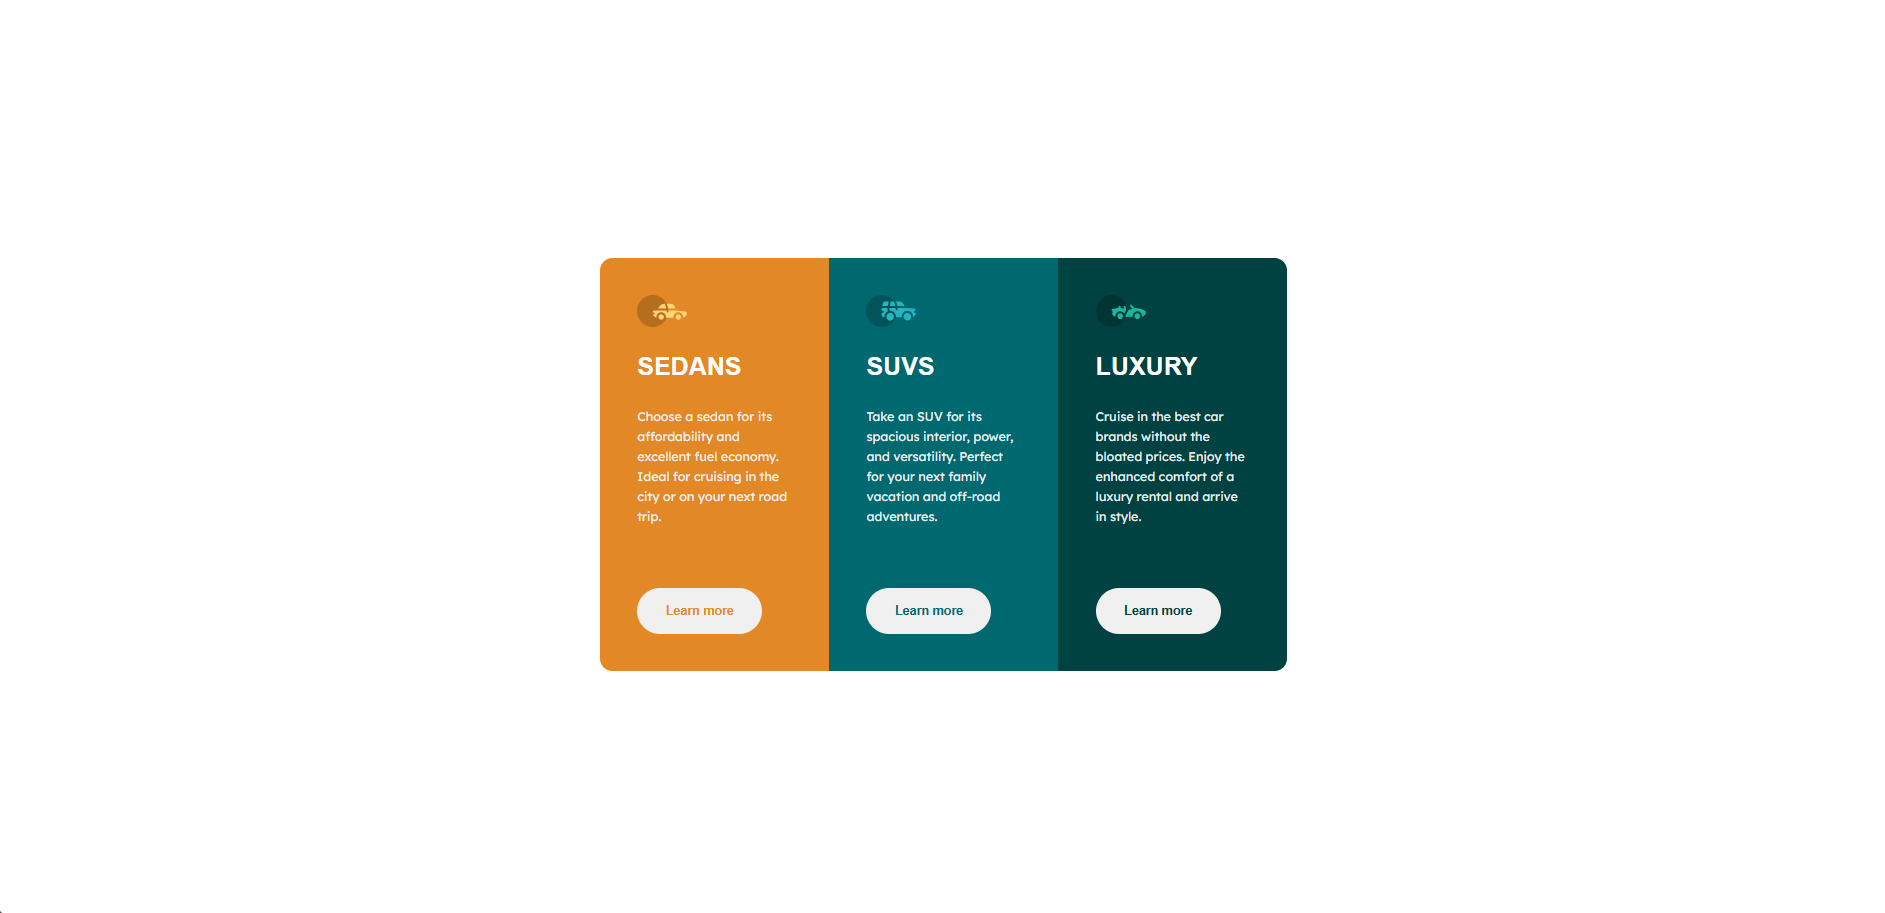 SEDANS
Choose a sedan for its
affordability and
excellent fuel economy.
Ideal for cruising in the
city or on your next road
trip.
Learn more
SUVS
Take an SUV for its
spacious interior, power,
and versatility. Perfect
for your next family
vacation and off-road
adventures.
Learn more
LUXURY
Cruise in the best car
brands without the
bloated prices. Enjoy the
enhanced comfort of a
luxury rental and arrive
in style.
Learn more